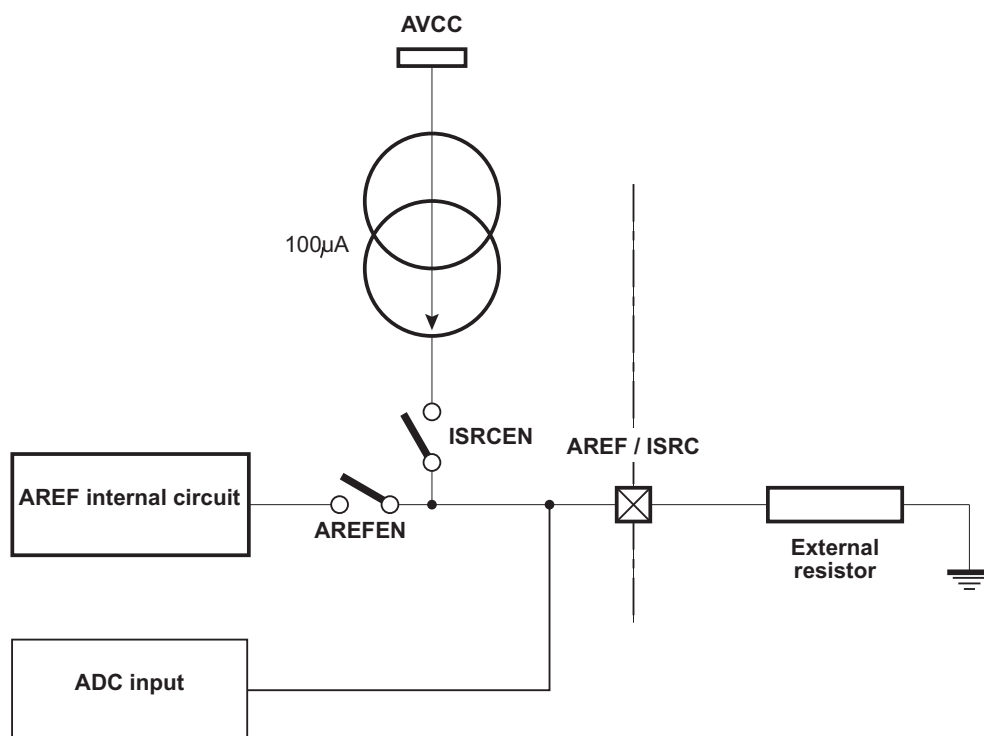 AVCC
100µA
ISRCEN
AREF / ISRC
AREF internal circuit
AREFEN
External
resistor
ADC input